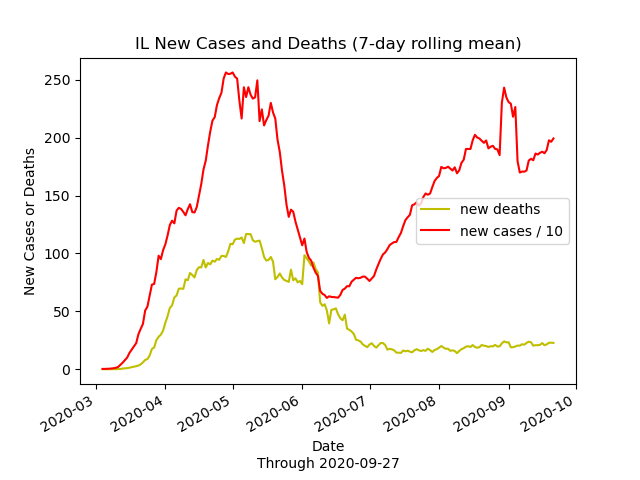 IL New Cases and Deaths (7-day rolling mean)
New Cases or Deaths
250
200
150
100
50
0
new deaths
new cases / 10
2020-03
2020-04
2020-05
2020-06
2020-07
2020-08
2020-09
2020-10
Date
Through 2020-09-27